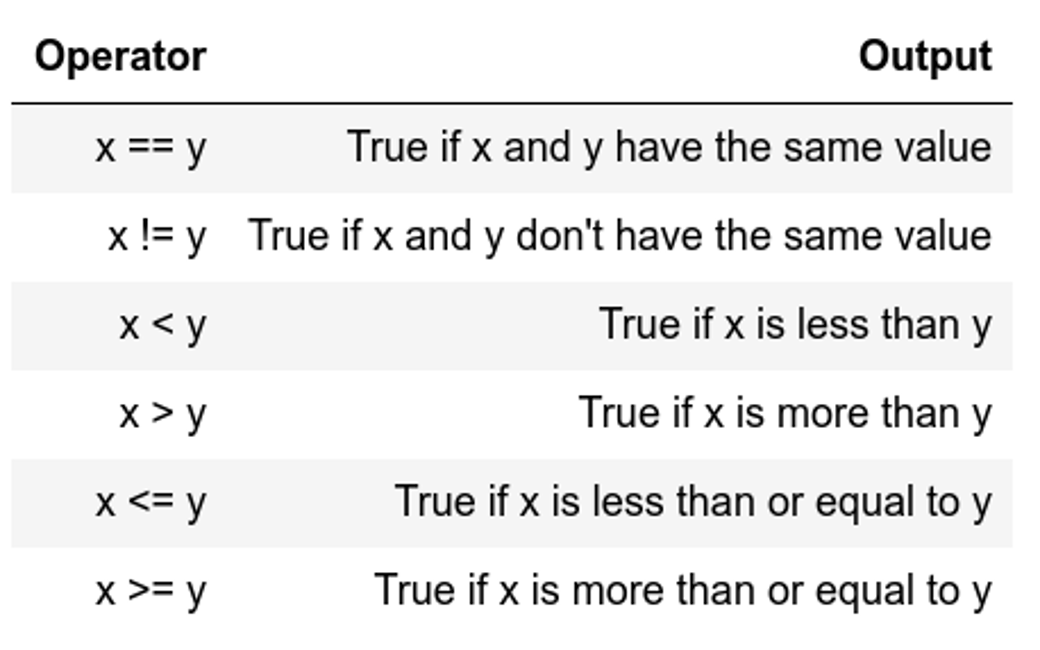 Operator Output
x == y True if x and y have the same value
x != y True if x and y don't have the same value
x < y True if x is less than y
x > y True if x is more than y
x <= y True if x is less than or equal to y
x >= y True if x is more than or equal to y